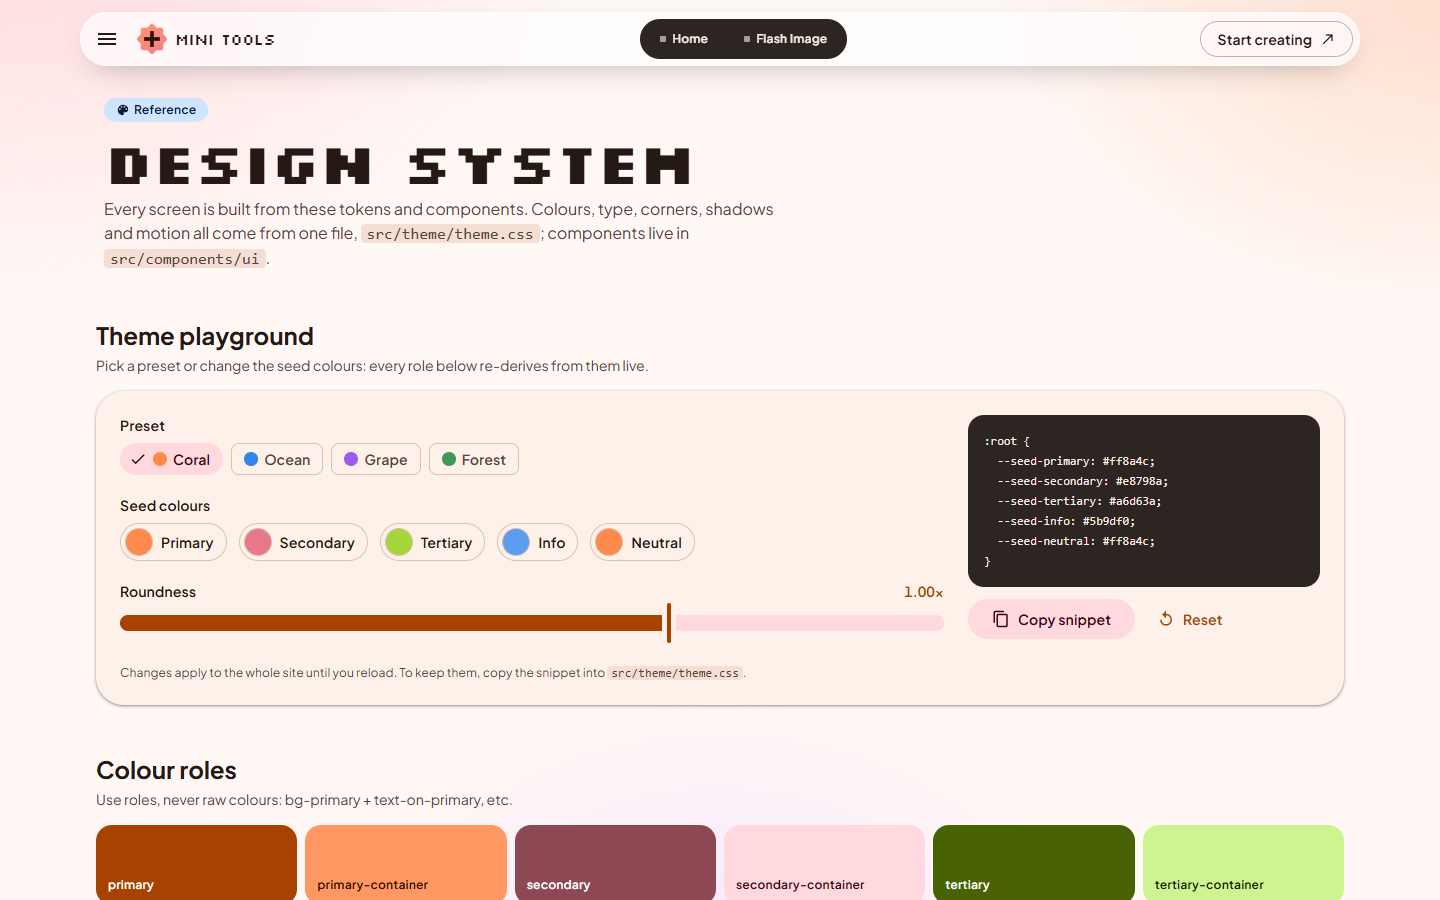 MINI TOOLS
Home
Flash Image
Start creating
Reference
DESIGN SYSTEM
Every screen is built from these tokens and components. Colours, type, corners, shadows
and motion all come from one file, src/theme/theme.css; components live in
src/components/ui.
Theme playground
Pick a preset or change the seed colours: every role below re-derives from them live.
Preset
Coral
Ocean
Grape
Forest
Seed colours
Primary
Secondary
Tertiary
Info
Neutral
Roundness
1.00×
Changes apply to the whole site until you reload. To keep them, copy the snippet into src/theme/theme.css.
:root {
--seed-primary: #ff8a4c;
--seed-secondary: #e8798a;
--seed-tertiary: #a6d63a;
--seed-info: #5b9df0;
--seed-neutral: #ff8a4c;
}
Copy snippet
Reset
Colour roles
Use roles, never raw colours: bg-primary + text-on-primary, etc.
primary
primary-container
secondary
secondary-container
tertiary
tertiary-container